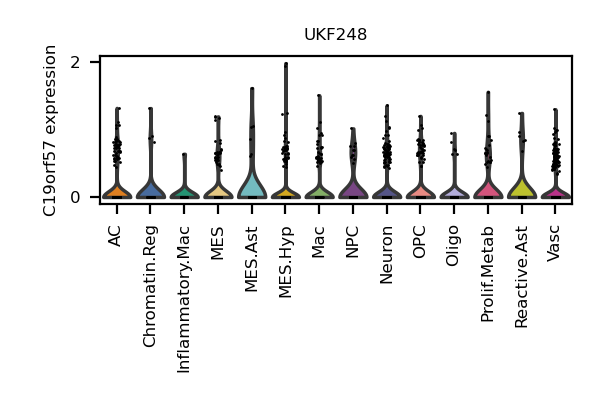 UKF248
C19orf57 expression
2
0
AC
Chromatin.Reg
Inflammatory.Mac
MES
MES.Ast
MES.Hyp
Mac
NPC
Neuron
OPC
Oligo
Prolif.Metab
Reactive.Ast
Vasc